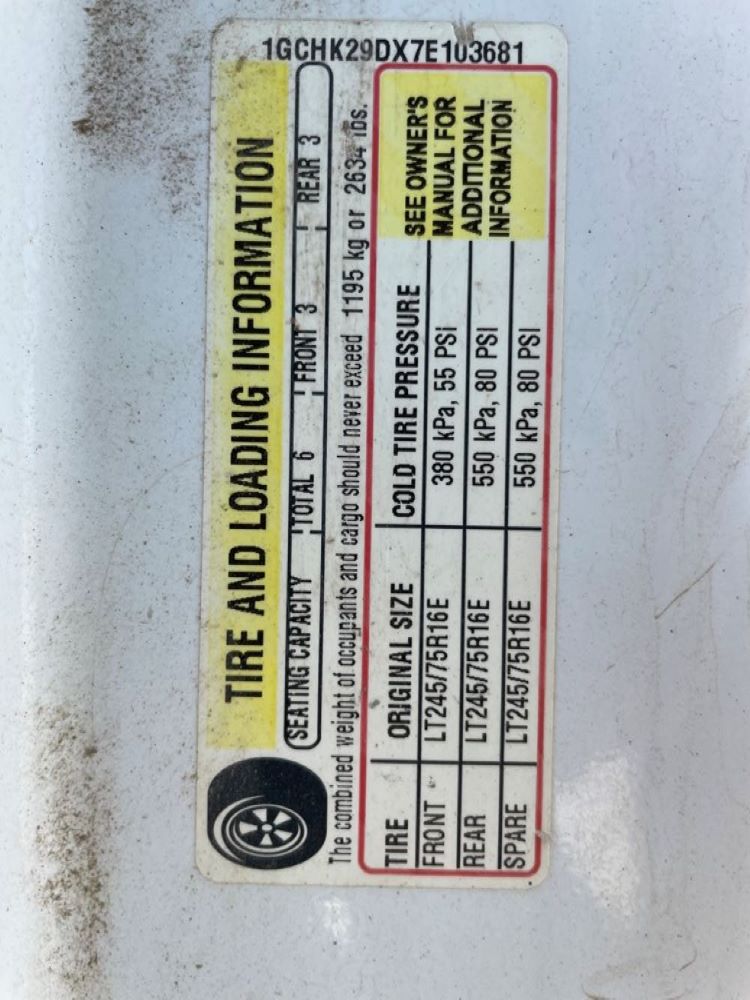 1GCHK29DX7E103681
TIRE AND LOADING INFORMATION
SEATING CAPACITY TOTAL 6 FRONT 3 REAR 3
The combined weight of occupants and cargo should never exceed 1195 kg or 2634 lbs.
TIRE ORIGINAL SIZE COLD TIRE PRESSURE
FRONT LT245/75R16E 380 kPa, 55 PSI
REAR LT245/75R16E 550 kPa, 80 PSI
SPARE LT245/75R16E 550 kPa, 80 PSI
SEE OWNER'S
MANUAL FOR
ADDITIONAL
INFORMATION